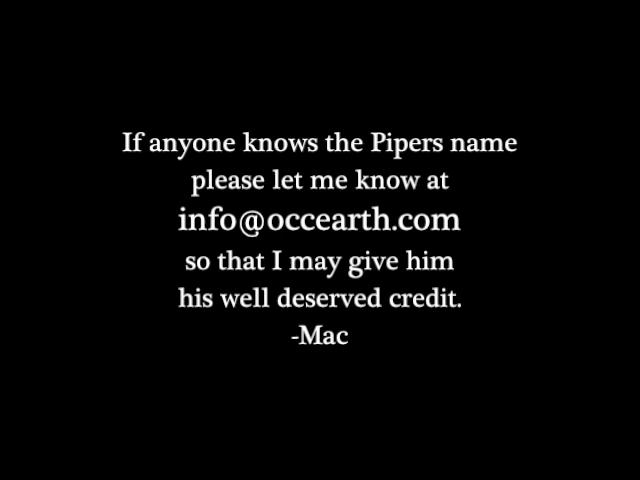 If anyone knows the Pipers name
please let me know at
info@occearth.com
so that I may give him
his well deserved credit.
-Mac